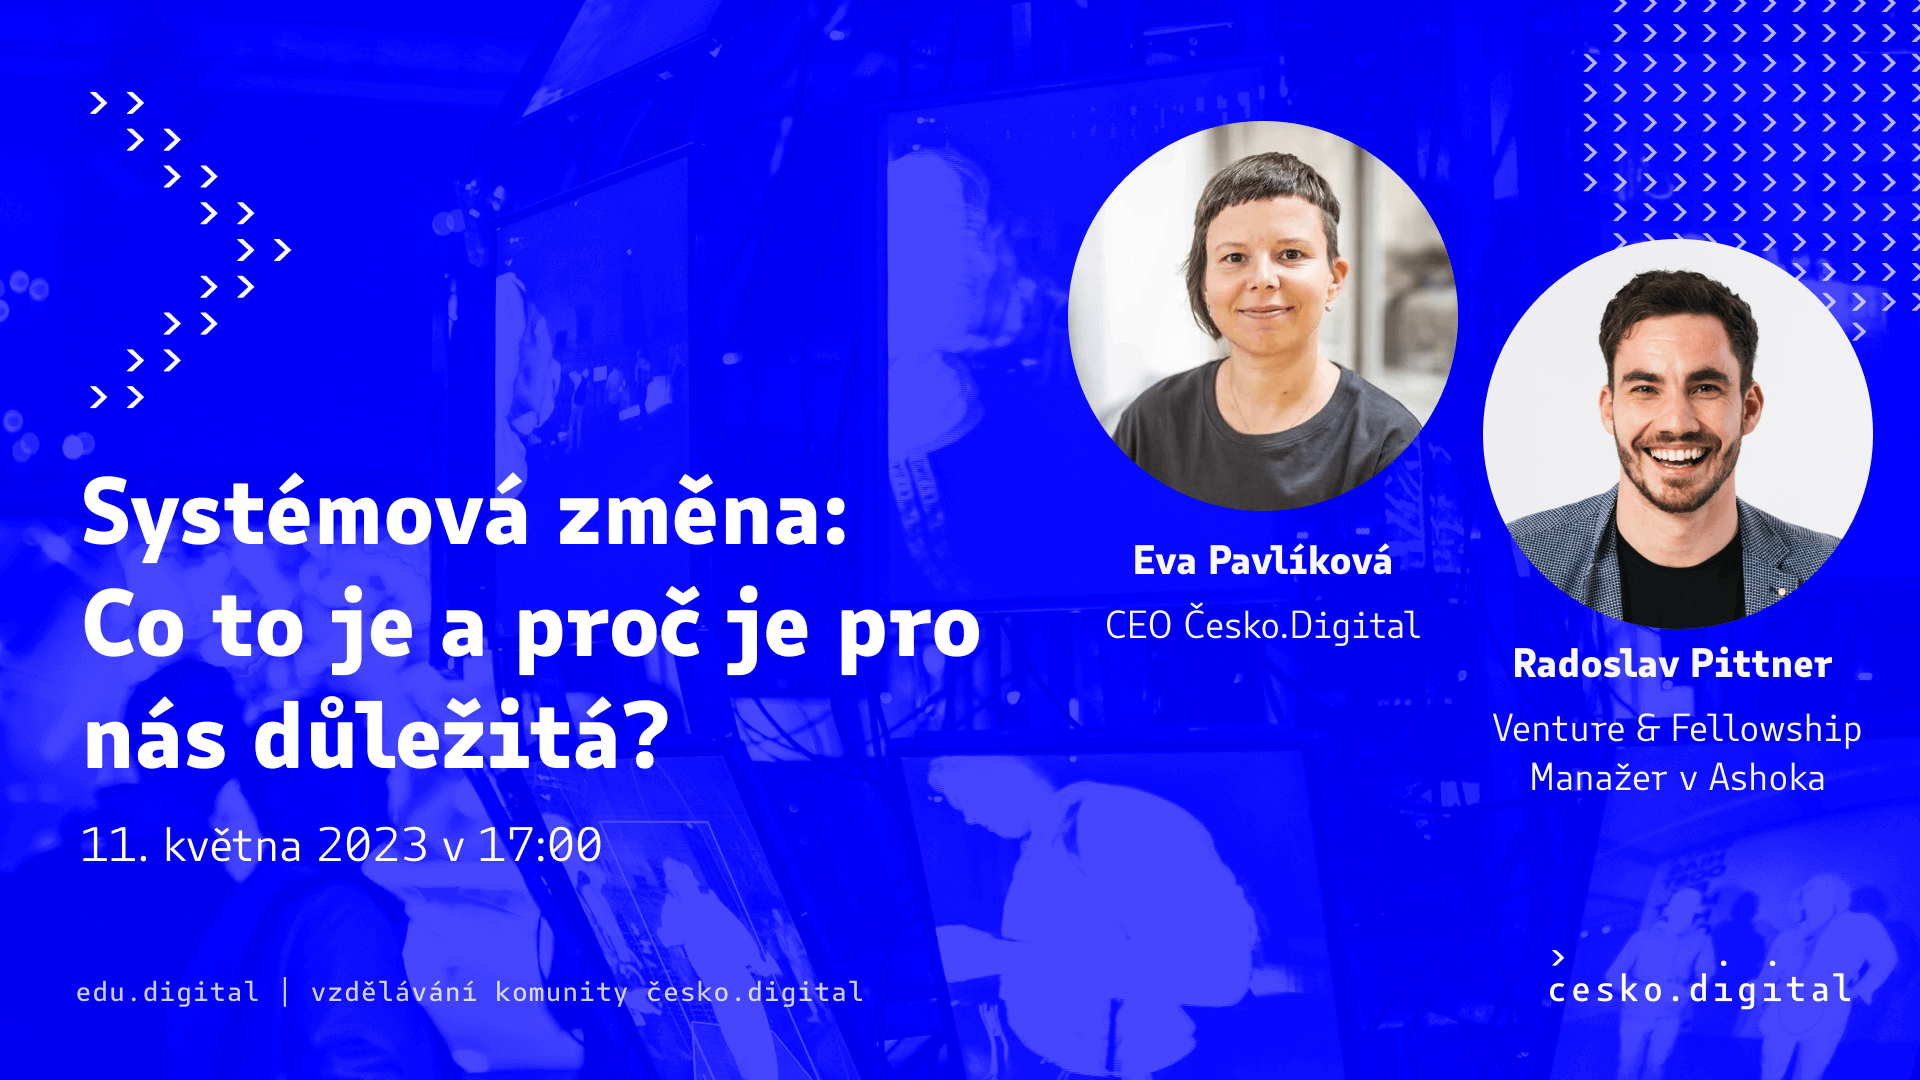 Systémová změna:
Co to je a proč je pro
nás důležitá?
11. května 2023 v 17:00
Eva Pavlíková
CEO Česko.Digital
Radoslav Pittner
Venture & Fellowship
Manažer v Ashoka
edu.digital | vzdělávání komunity česko.digital
cesko.digital